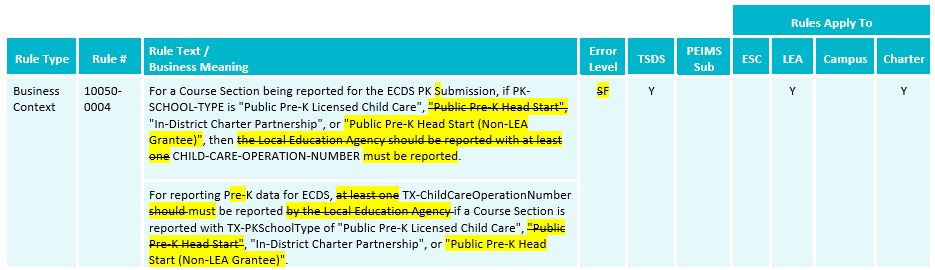 Rules Apply To
Rule Type Rule # Rule Text / Error TSDS PEIMS ESC LEA Campus Charter
Business Meaning Level Sub
Business 10050- For a Course Section being reported for the ECDS PK Submission, if PK- SF Y Y Y
Context 0004 SCHOOL-TYPE is "Public Pre-K Licensed Child Care", "Public Pre-K Head Start",
"In-District Charter Partnership", or "Public Pre-K Head Start (Non-LEA
Grantee)", then the Local Education Agency should be reported with at least
one CHILD-CARE-OPERATION-NUMBER must be reported.
For reporting Pre-K data for ECDS, at least one TX-ChildCareOperationNumber
should must be reported by the Local Education Agency if a Course Section is
reported with TX-PKSchoolType of "Public Pre-K Licensed Child Care", "Public
Pre-K Head Start", "In-District Charter Partnership", or "Public Pre-K Head
Start (Non-LEA Grantee)".